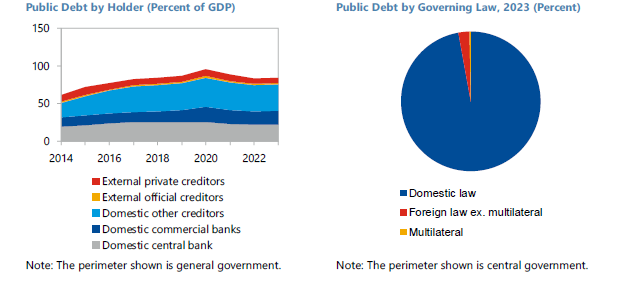 Public Debt by Holder (Percent of GDP)
150
100
50
0
2014 2016 2018 2020 2022
External private creditors
External official creditors
Domestic other creditors
Domestic commercial banks
Domestic central bank
Note: The perimeter shown is general government.
Public Debt by Governing Law, 2023 (Percent)
Domestic law
Foreign law ex. multilateral
Multilateral
Note: The perimeter shown is central government.